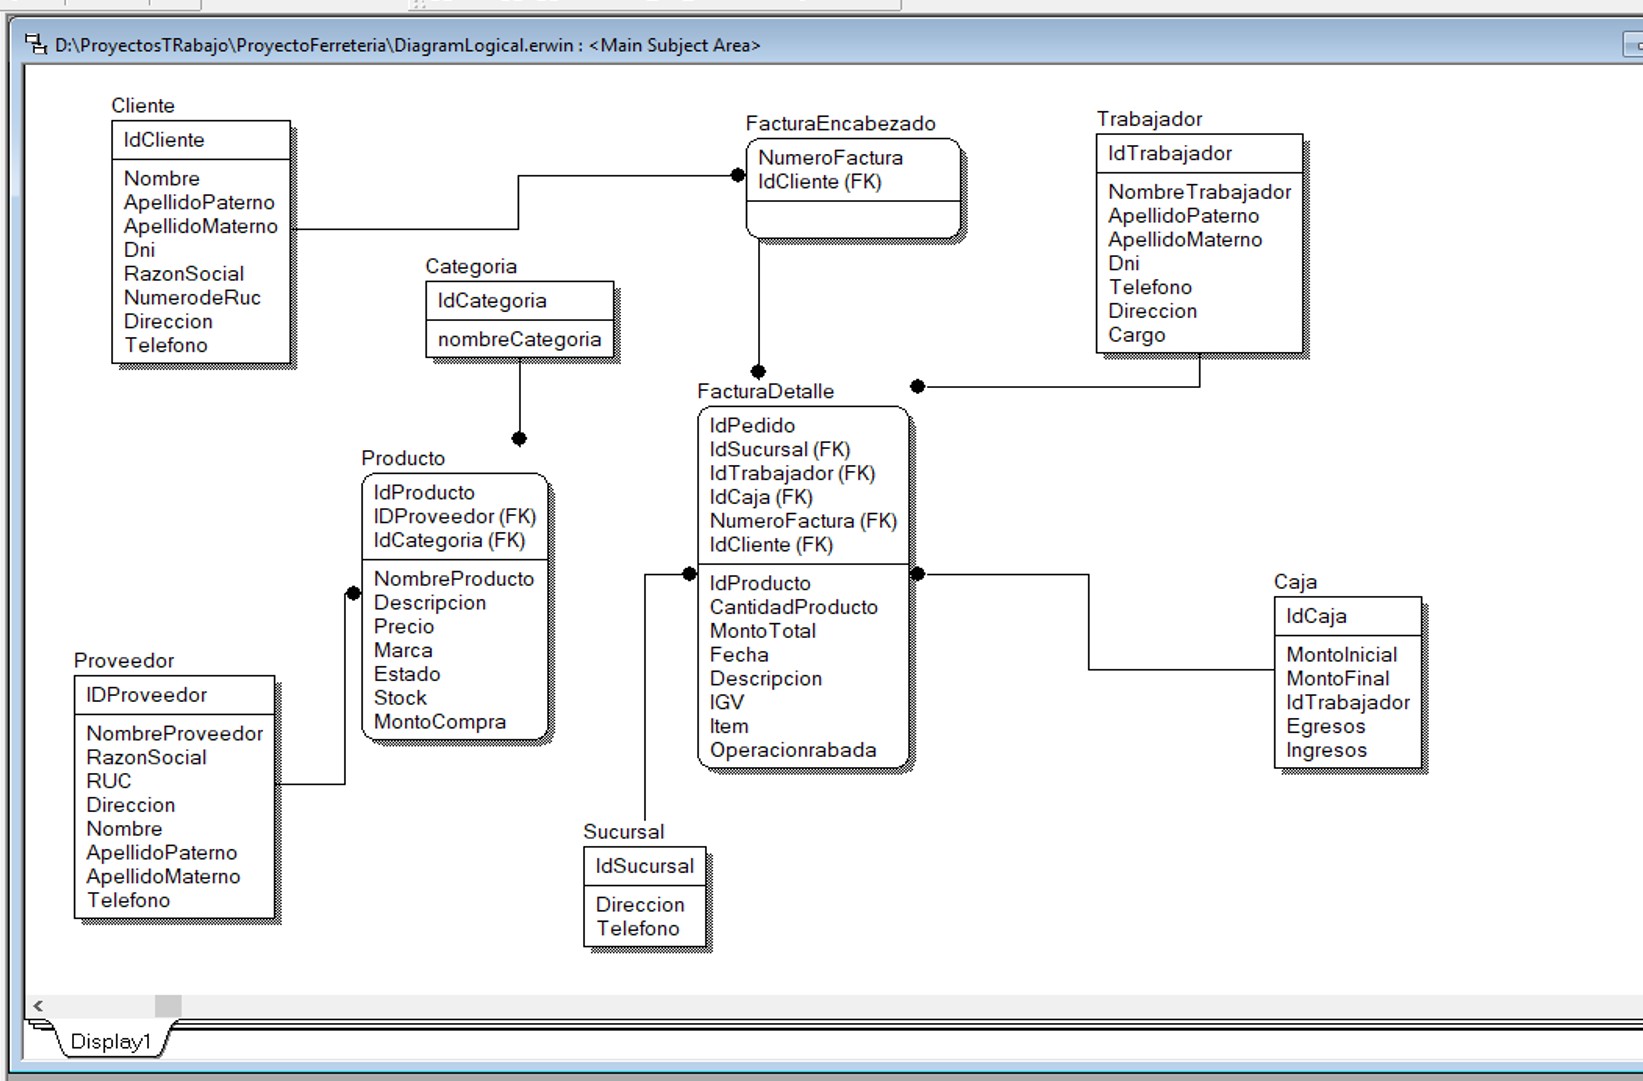 D:\ProyectosTRabajo\ProyectoFerreteria\DiagramLogical.erwin : <Main Subject Area>
Cliente
IdCliente
Nombre
ApellidoPaterno
ApellidoMaterno
Dni
RazonSocial
NumerodeRuc
Direccion
Telefono
FacturaEncabezado
NumeroFactura
IdCliente (FK)
Trabajador
IdTrabajador
NombreTrabajador
ApellidoPaterno
ApellidoMaterno
Dni
Telefono
Direccion
Cargo
Categoria
IdCategoria
nombreCategoria
Producto
IdProducto
IDProveedor (FK)
IdCategoria (FK)
NombreProducto
Descripcion
Precio
Marca
Estado
Stock
MontoCompra
FacturaDetalle
IdPedido
IdSucursal (FK)
IdTrabajador (FK)
IdCaja (FK)
NumeroFactura (FK)
IdCliente (FK)
IdProducto
CantidadProducto
MontoTotal
Fecha
Descripcion
IGV
Item
Operacionrabada
Caja
IdCaja
MontoInicial
MontoFinal
IdTrabajador
Egresos
Ingresos
Proveedor
IDProveedor
NombreProveedor
RazonSocial
RUC
Direccion
Nombre
ApellidoPaterno
ApellidoMaterno
Telefono
Sucursal
IdSucursal
Direccion
Telefono
Display1